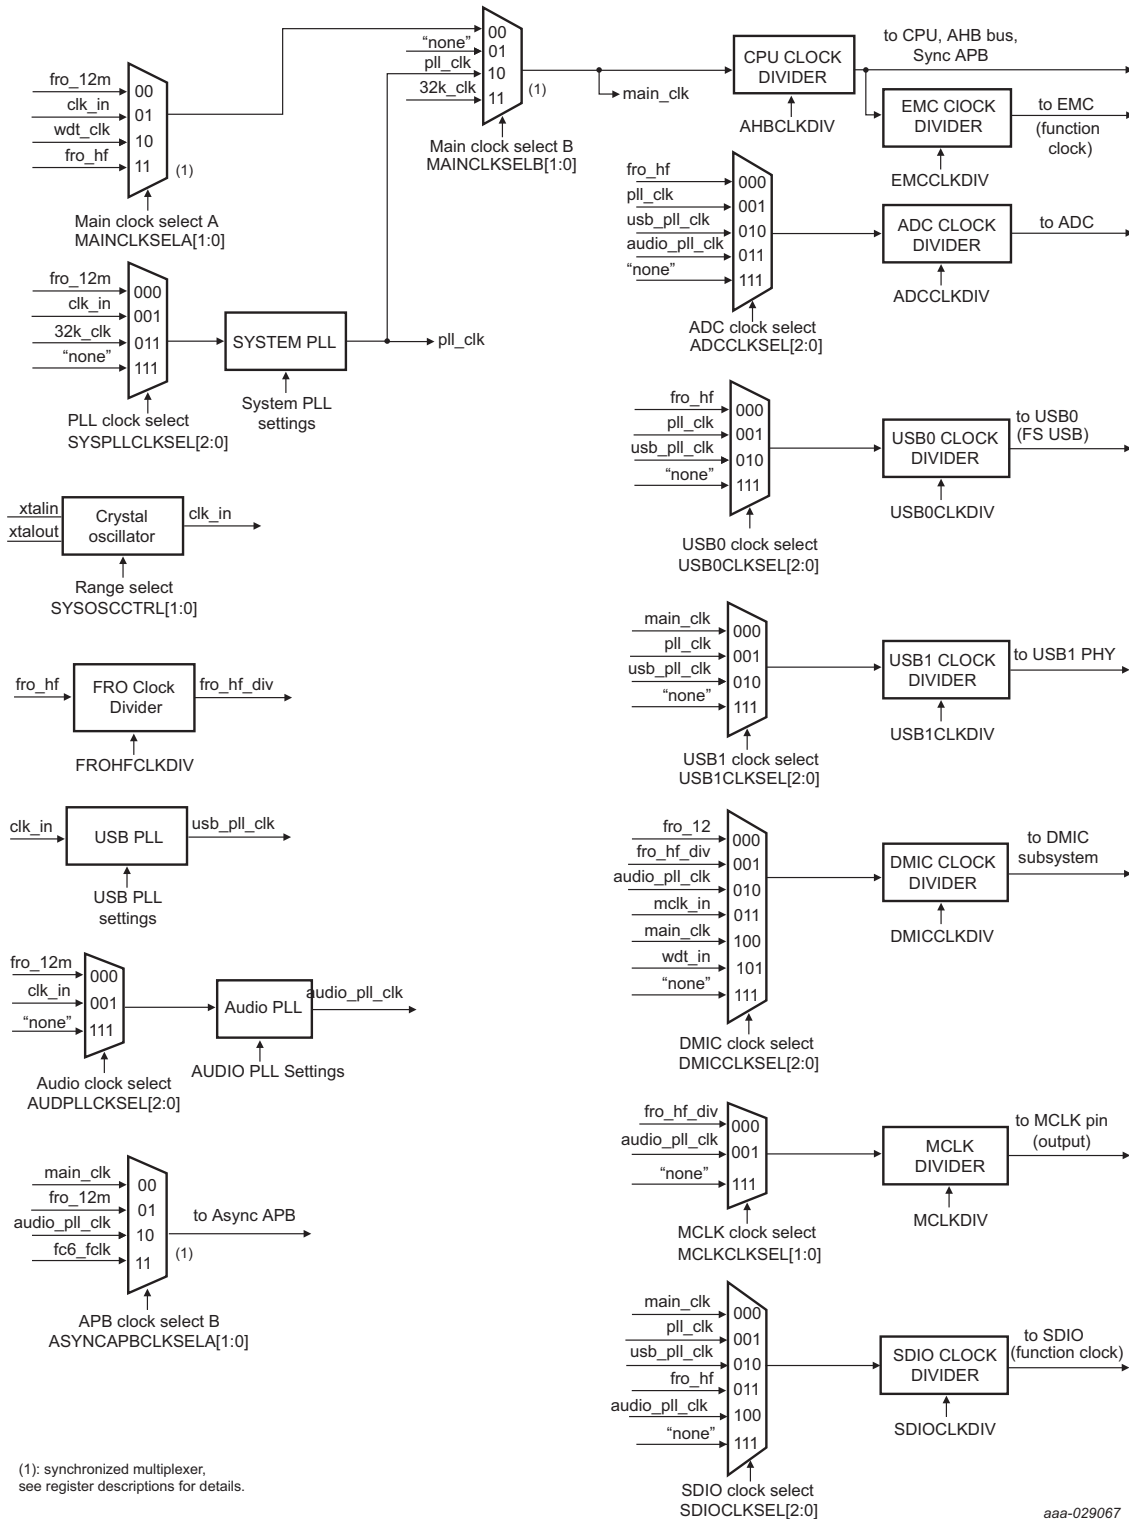 fro_12m
clk_in
wdt_clk
fro_hf
00
01
10
11
(1)
Main clock select A
MAINCLKSELA[1:0]
"none"
pll_clk
32k_clk
00
01
10
11
(1)
Main clock select B
MAINCLKSELB[1:0]
main_clk
CPU CLOCK
DIVIDER
AHBCLKDIV
to CPU, AHB bus,
Sync APB
EMC ClOCK
DIVIDER
EMCCLKDIV
to EMC
(function
clock)
fro_12m
clk_in
32k_clk
"none"
000
001
011
111
PLL clock select
SYSPLLCLKSEL[2:0]
SYSTEM PLL
System PLL
settings
pll_clk
fro_hf
pll_clk
usb_pll_clk
audio_pll_clk
"none"
000
001
010
011
111
ADC clock select
ADCCLKSEL[2:0]
ADC CLOCK
DIVIDER
ADCCLKDIV
to ADC
fro_hf
pll_clk
usb_pll_clk
"none"
000
001
010
111
USB0 clock select
USB0CLKSEL[2:0]
USB0 CLOCK
DIVIDER
USB0CLKDIV
to USB0
(FS USB)
xtalin
xtalout
Crystal
oscillator
clk_in
Range select
SYSOSCCTRL[1:0]
main_clk
pll_clk
usb_pll_clk
"none"
000
001
010
111
USB1 clock select
USB1CLKSEL[2:0]
USB1 CLOCK
DIVIDER
USB1CLKDIV
to USB1 PHY
fro_hf
FRO Clock
Divider
fro_hf_div
FROHFCLKDIV
clk_in
USB PLL
usb_pll_clk
USB PLL
settings
fro_12
fro_hf_div
audio_pll_clk
mclk_in
main_clk
wdt_in
"none"
000
001
010
011
100
101
111
DMIC clock select
DMICCLKSEL[2:0]
DMIC CLOCK
DIVIDER
DMICCLKDIV
to DMIC
subsystem
fro_12m
clk_in
"none"
000
001
111
Audio clock select
AUDPLLCKSEL[2:0]
Audio PLL
audio_pll_clk
AUDIO PLL Settings
fro_hf_div
audio_pll_clk
"none"
000
001
111
MCLK clock select
MCLKCLKSEL[1:0]
MCLK
DIVIDER
MCLKDIV
to MCLK pin
(output)
main_clk
fro_12m
audio_pll_clk
fc6_fclk
00
01
10
11
(1)
to Async APB
APB clock select B
ASYNCAPBCLKSELA[1:0]
main_clk
pll_clk
usb_pll_clk
fro_hf
audio_pll_clk
"none"
000
001
010
011
100
111
SDIO clock select
SDIOCLKSEL[2:0]
SDIO CLOCK
DIVIDER
SDIOCLKDIV
to SDIO
(function clock)
(1): synchronized multiplexer,
see register descriptions for details.
aaa-029067